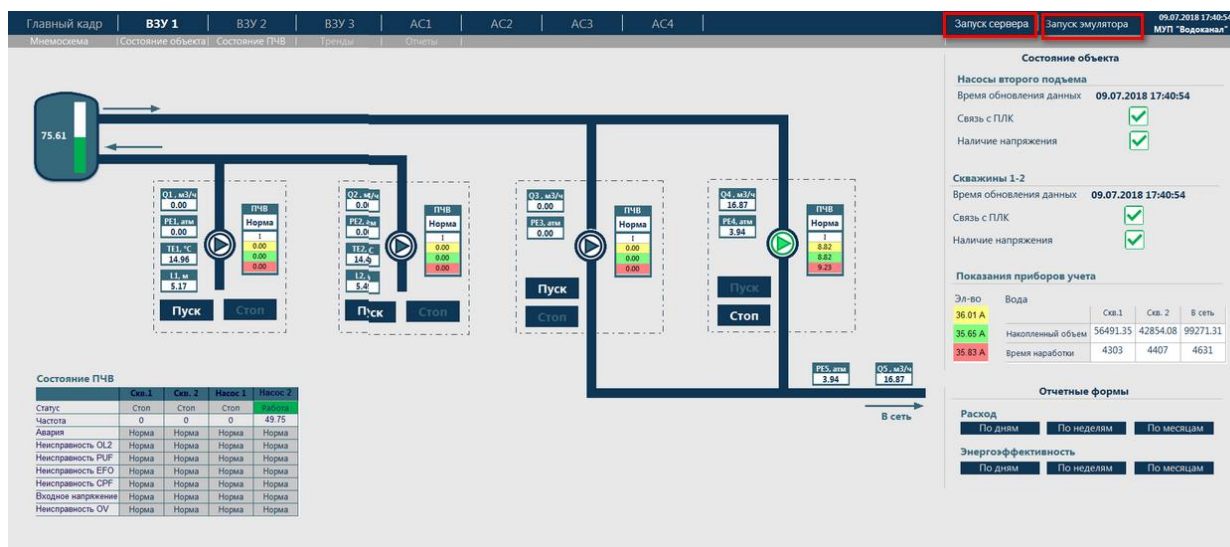 Главный кадр ВЗУ 1 ВЗУ 2 ВЗУ 3 АС1 АС2 АС3 АС4 Запуск сервера Запуск эмулятора 09.07.2018 17:40:54
МУП "Водоканал"
Мнемосхема Состояние объекта Состояние ПЧВ Тренды Отчеты
Состояние объекта
Насосы второго подъема
Время обновления данных 09.07.2018 17:40:54
Связь с ПЛК
Наличие напряжения
Скважины 1-2
Время обновления данных 09.07.2018 17:40:54
Связь с ПЛК
Наличие напряжения
Показания приборов учета
Эл-во Вода
36.01 А Скв.1 Скв. 2 В сеть
35.65 А Накопленный объем 56491.35 42854.08 99271.31
35.83 А Время наработки 4303 4407 4631
Отчетные формы
Расход
По дням По неделям По месяцам
Энергоэффективность
По дням По неделям По месяцам
75.61
Q1, м3/ч
0.00
PE1, атм
0.00
TE1, °C
14.96
L1, м
5.17
ПЧВ
Норма
I
0.00
0.00
0.00
Пуск Стоп
Q2, м3/ч
PE2,
TE2,
L2,
ПЧВ
Норма
I
0.00
0.00
0.00
Пуск Стоп
Q3, м3/ч
0.00
PE3, атм
0.00
ПЧВ
Норма
I
0.00
0.00
0.00
Пуск
Стоп
Q4, м3/ч
16.87
PE4, атм
3.94
ПЧВ
Норма
I
8.82
8.82
9.23
Пуск
Стоп
PE5, атм Q5, м3/ч
3.94 16.87
В сеть
Состояние ПЧВ
Скв.1 Скв. 2 Насос 1 Насос 2
Статус Стоп Стоп Стоп Работа
Частота 0 0 0 49.75
Авария Норма Норма Норма Норма
Неисправность OL2 Норма Норма Норма Норма
Неисправность PUF Норма Норма Норма Норма
Неисправность EFO Норма Норма Норма Норма
Неисправность CPF Норма Норма Норма Норма
Входное напряжение Норма Норма Норма Норма
Неисправность OV Норма Норма Норма Норма